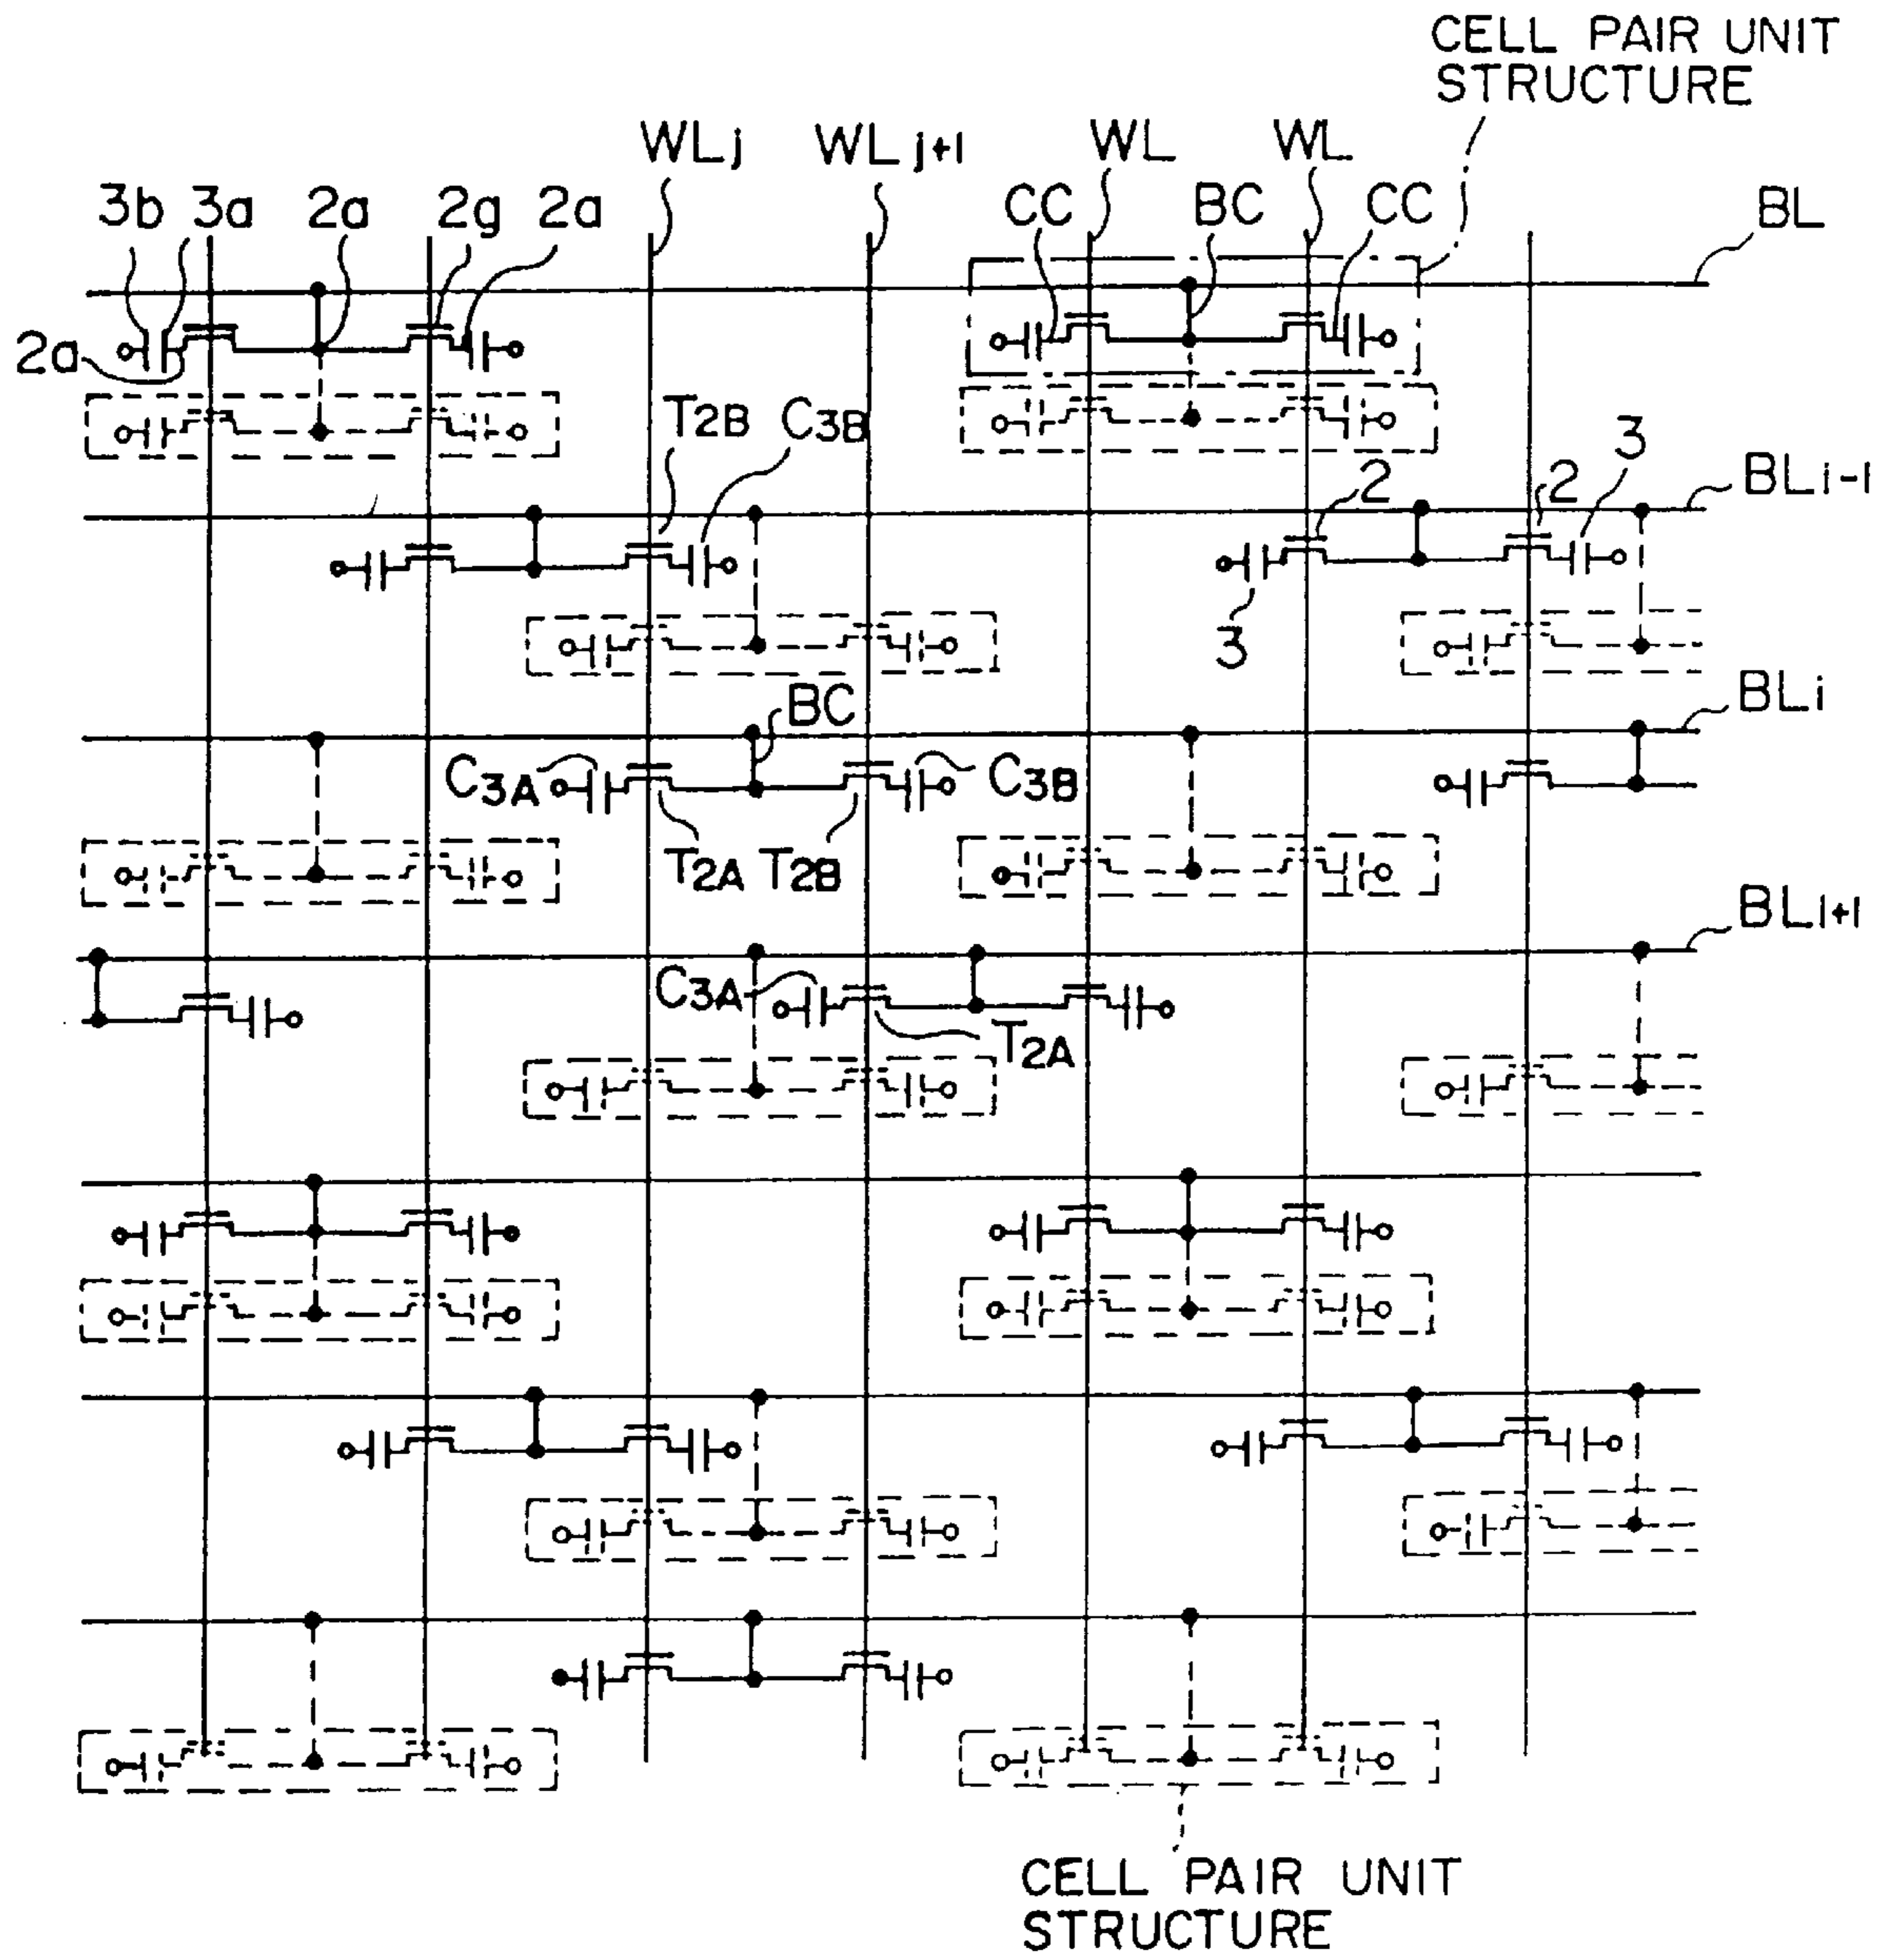 CELL PAIR UNIT
STRUCTURE
WLj
WLj+1
WL
WL
3b
3a
2a
2g
2a
CC
BC
CC
BL
2a
T2B
C3B
2
2
3
BLi-1
3
BC
BLi
C3A
C3B
T2A
T2B
BLi+1
C3A
T2A
CELL PAIR UNIT
STRUCTURE